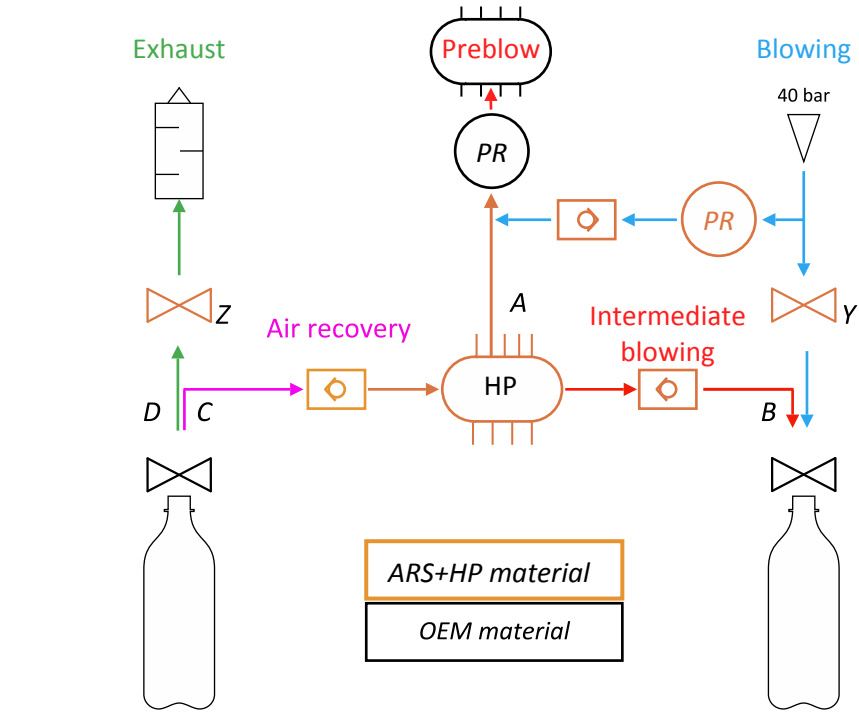 Exhaust
Preblow
Blowing
40 bar
PR
PR
Z
A
Y
Air recovery
Intermediate
blowing
HP
D
C
B
ARS+HP material
OEM material